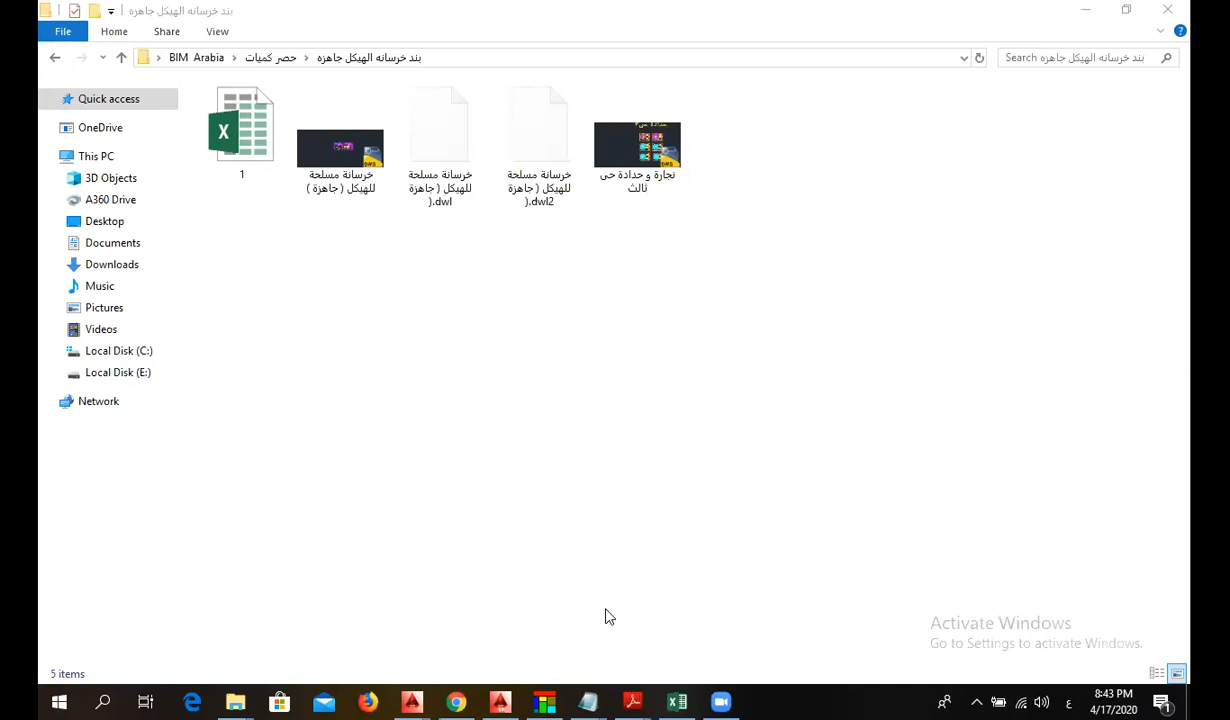 بند خرسانه الهيكل جاهزه
File Home Share View
BIM Arabia حصر كميات بند خرسانه الهيكل جاهزه
Search بند خرسانه الهيكل جاهزه
Quick access
OneDrive
This PC
3D Objects
A360 Drive
Desktop
Documents
Downloads
Music
Pictures
Videos
Local Disk (C:)
Local Disk (E:)
Network
1
خرسانة مسلحة
للهيكل ( جاهزة )
خرسانة مسلحة
للهيكل ( جاهزة
).dwl
خرسانة مسلحة
للهيكل ( جاهزة
).dwl2
نجارة و حدادة حى
ثالث
DWG
DWG
Activate Windows
Go to Settings to activate Windows.
5 items
ع
8:43 PM
4/17/2020
1